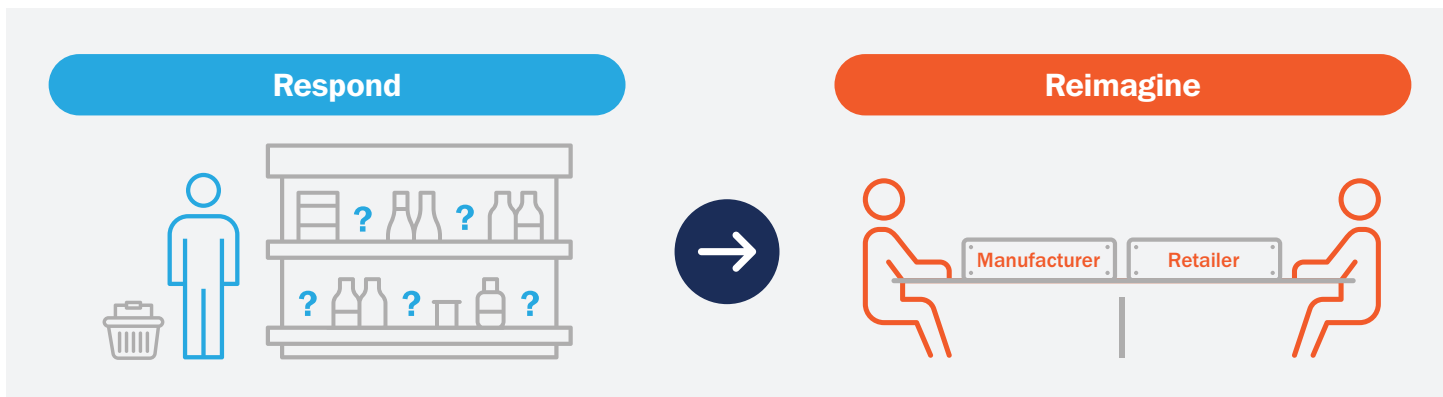 Respond
Reimagine
? ?
Manufacturer Retailer
? ? ?